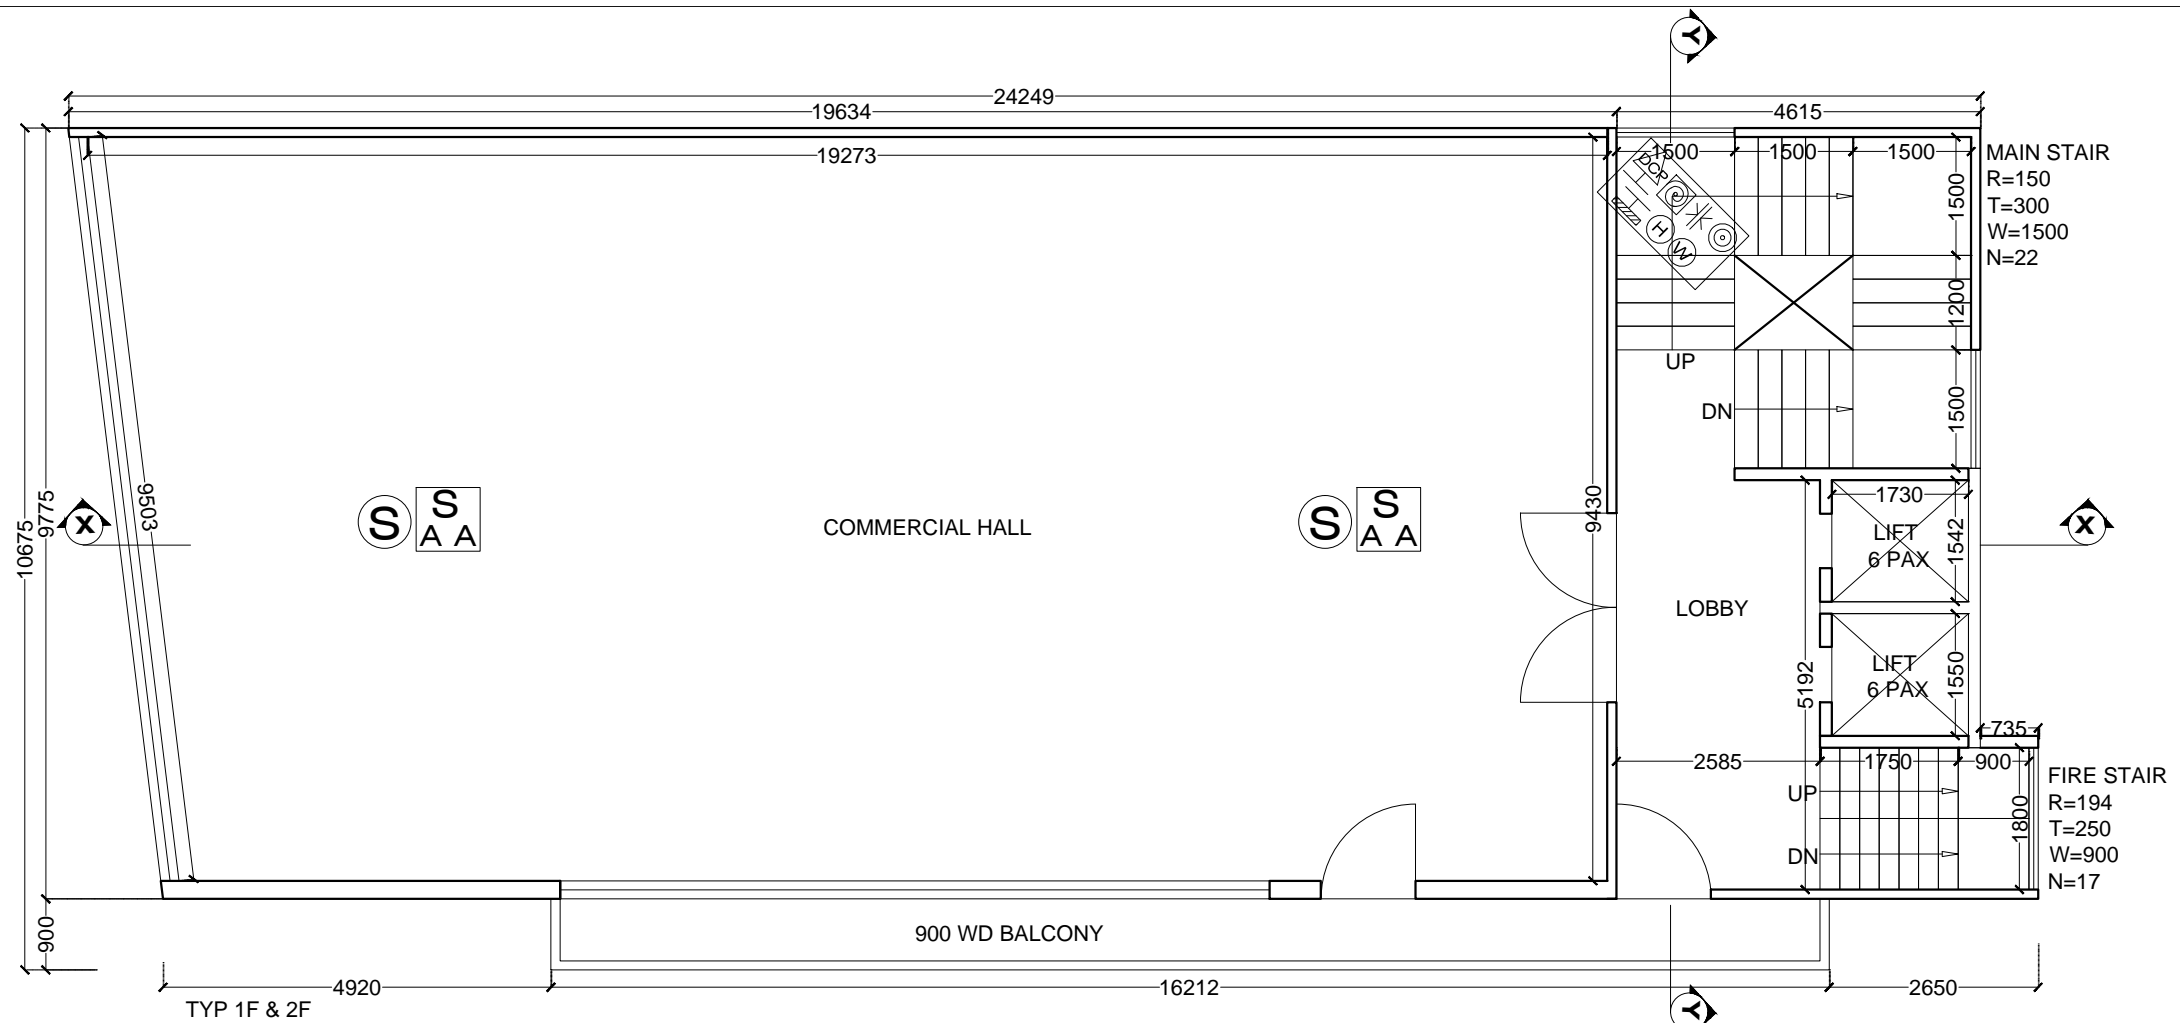 Y
24249
19634
4615
19273
1500
1500
1500
MAIN STAIR
R=150
T=300
W=1500
N=22
DCP
H
W
1500
1200
1500
UP
DN
10675
9775
X
9503
S
S
A A
COMMERCIAL HALL
S
S
A A
9430
1730
LIFT
6 PAX
1542
X
LOBBY
LIFT
6 PAX
1550
5192
735
2585
1750
900
FIRE STAIR
R=194
T=250
W=900
N=17
UP
DN
1800
900
900 WD BALCONY
4920
16212
2650
TYP 1F & 2F
Y